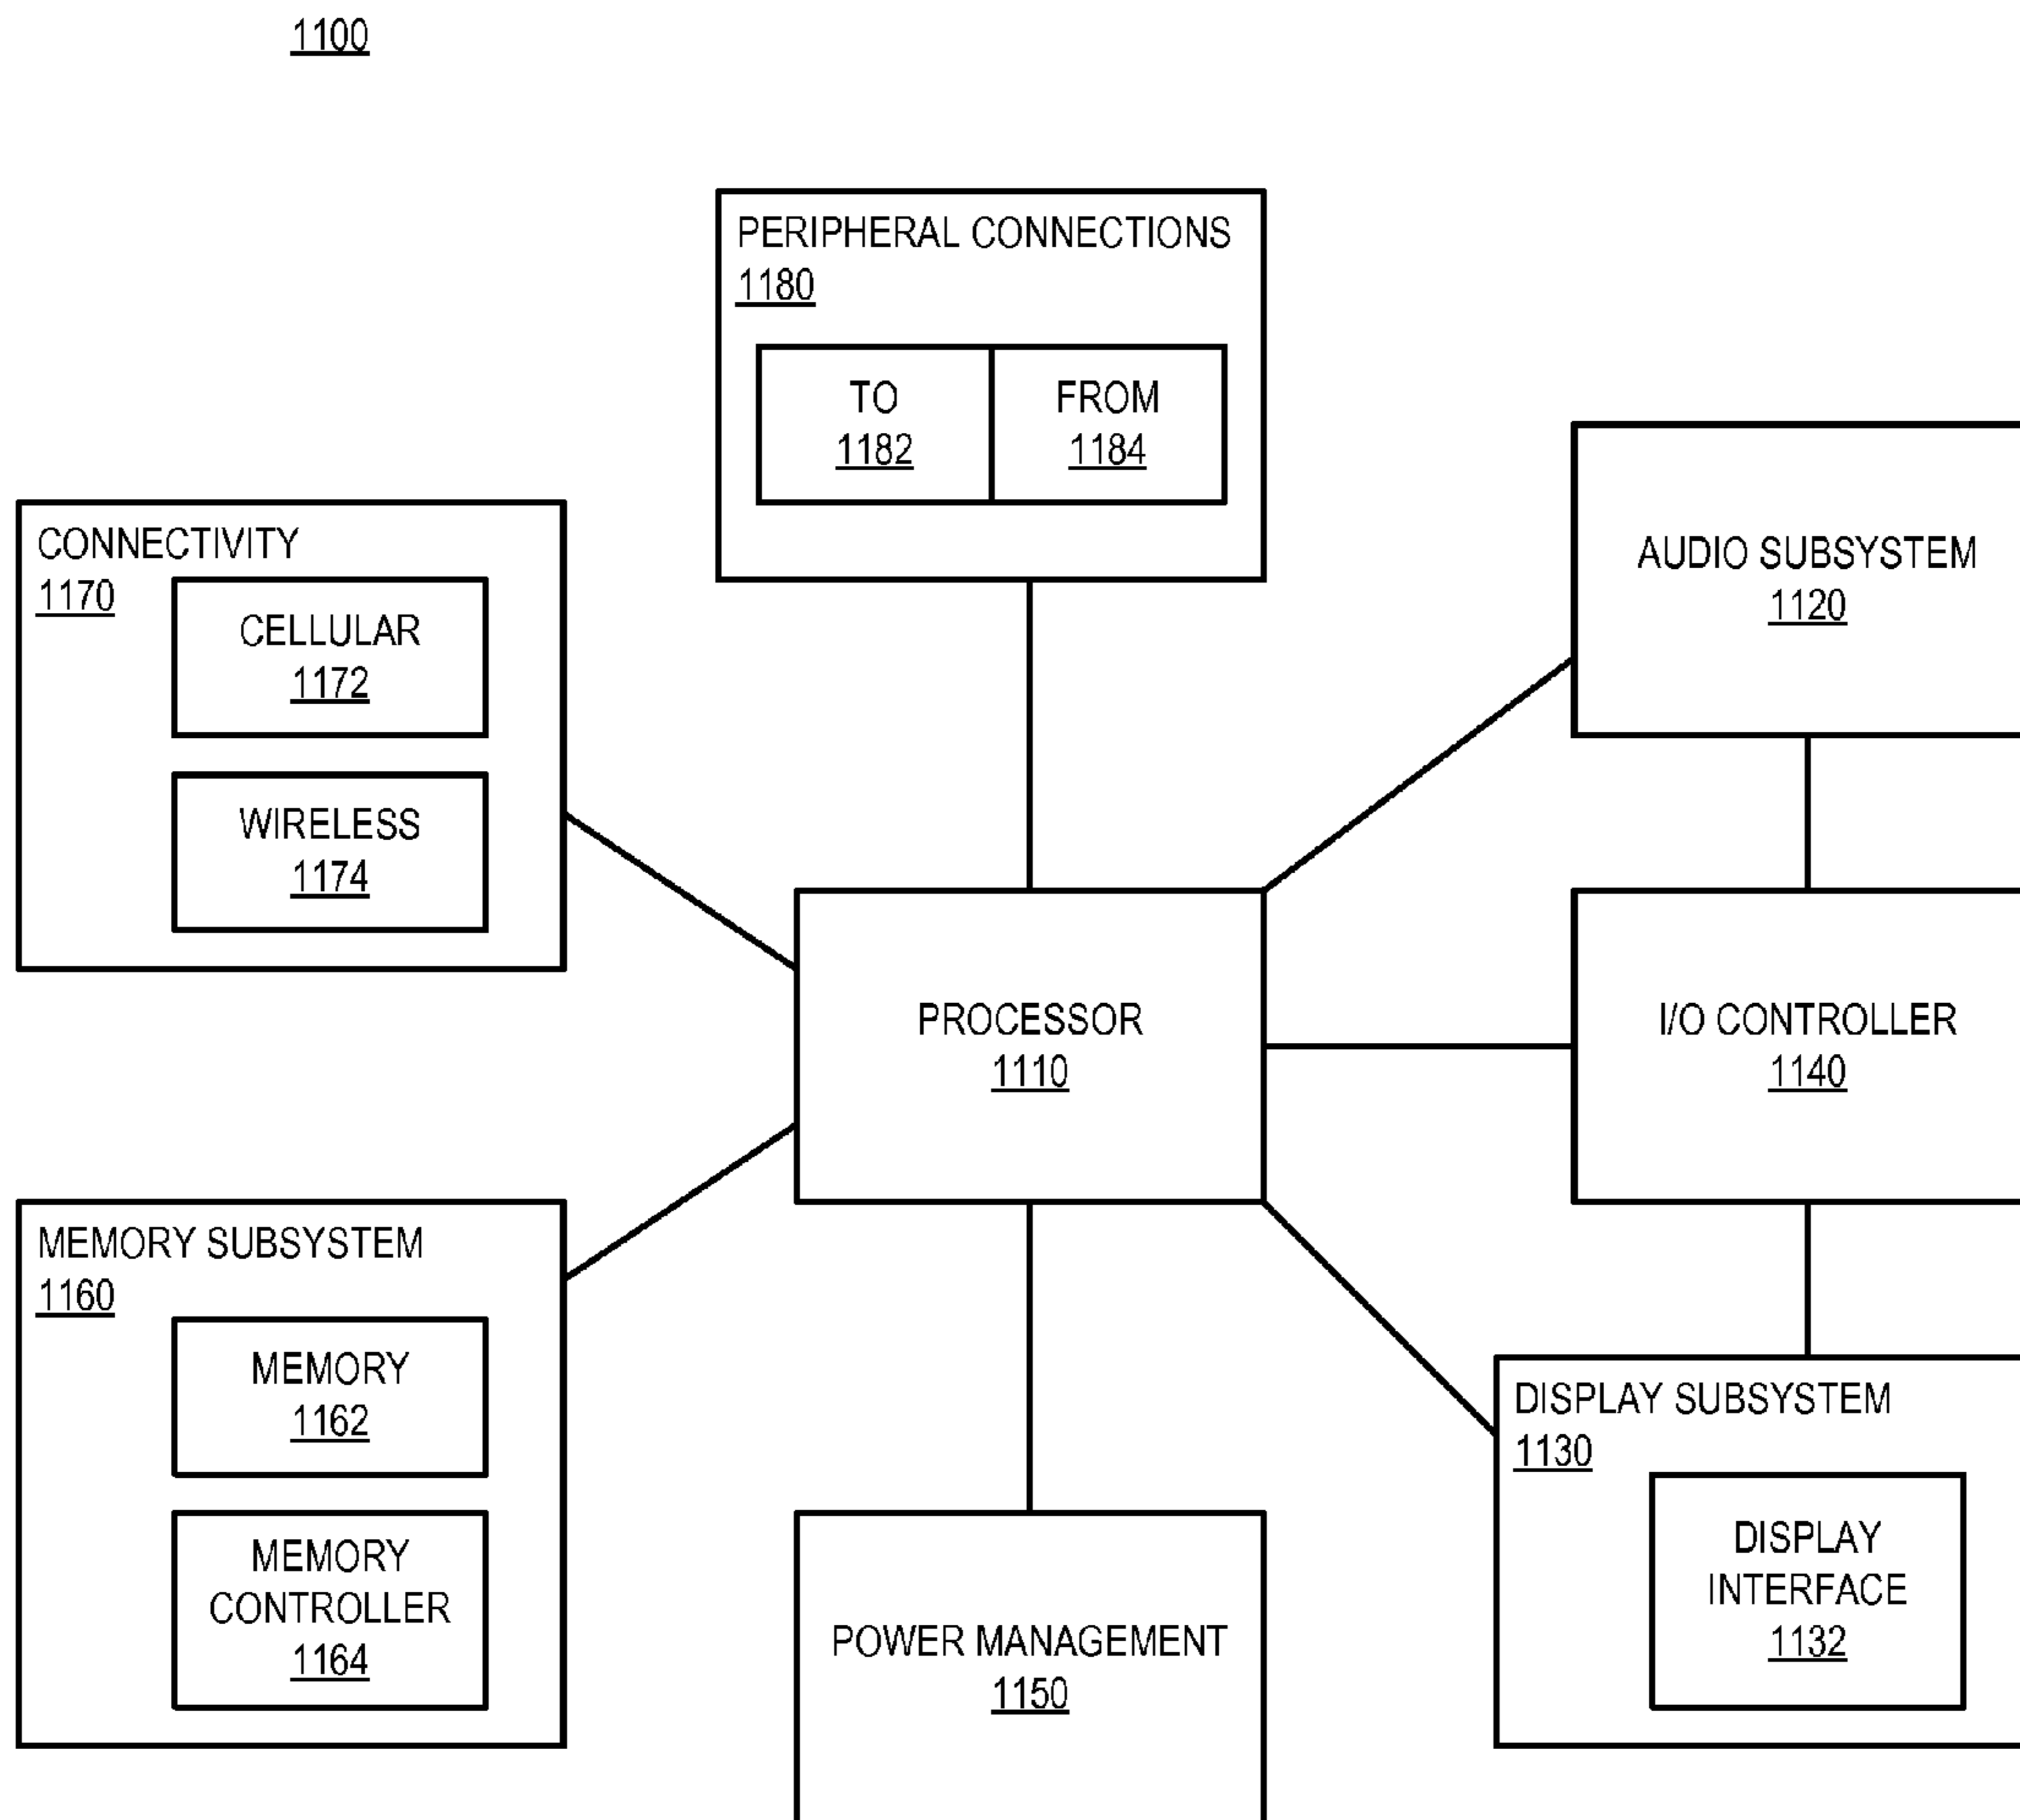 1100
PERIPHERAL CONNECTIONS
1180
TO
1182
FROM
1184
CONNECTIVITY
1170
CELLULAR
1172
WIRELESS
1174
AUDIO SUBSYSTEM
1120
PROCESSOR
1110
I/O CONTROLLER
1140
MEMORY SUBSYSTEM
1160
MEMORY
1162
MEMORY
CONTROLLER
1164
POWER MANAGEMENT
1150
DISPLAY SUBSYSTEM
1130
DISPLAY
INTERFACE
1132